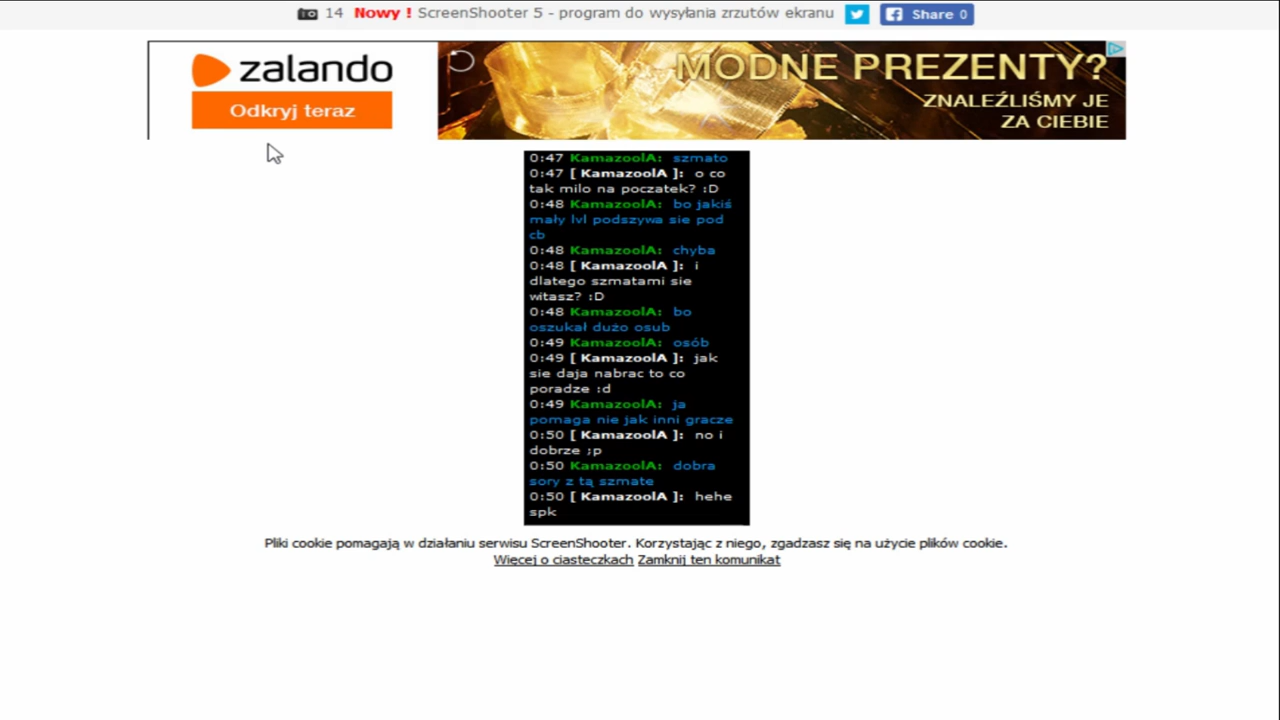 14 Nowy ! ScreenShooter 5 - program do wysyłania zrzutów ekranu
Share 0
zalando
Odkryj teraz
MODNE PREZENTY?
ZNALEŹLIŚMY JE
ZA CIEBIE
0:47 KamazoolA: szmato
0:47 [ KamazoolA ]: o co
tak milo na poczatek? :D
0:48 KamazoolA: bo jakiś
mały lvl podszywa sie pod
cb
0:48 KamazoolA: chyba
0:48 [ KamazoolA ]: i
dlatego szmatami sie
witasz? :D
0:48 KamazoolA: bo
oszukał dużo osub
0:49 KamazoolA: osób
0:49 [ KamazoolA ]: jak
sie daja nabrac to co
poradze :d
0:49 KamazoolA: ja
pomaga nie jak inni gracze
0:50 [ KamazoolA ]: no i
dobrze ;p
0:50 KamazoolA: dobra
sory z tą szmate
0:50 [ KamazoolA ]: hehe
spk
Pliki cookie pomagają w działaniu serwisu ScreenShooter. Korzystając z niego, zgadzasz się na użycie plików cookie.
Więcej o ciasteczkach Zamknij ten komunikat